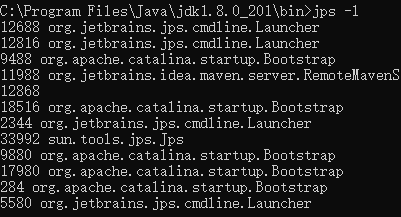 C:\Program Files\Java\jdk1.8.0_201\bin>jps -l
12688 org.jetbrains.jps.cmdline.Launcher
12816 org.jetbrains.jps.cmdline.Launcher
9488 org.apache.catalina.startup.Bootstrap
11988 org.jetbrains.idea.maven.server.RemoteMavenS
12868
18516 org.apache.catalina.startup.Bootstrap
2344 org.jetbrains.jps.cmdline.Launcher
33992 sun.tools.jps.Jps
9880 org.apache.catalina.startup.Bootstrap
17980 org.apache.catalina.startup.Bootstrap
284 org.apache.catalina.startup.Bootstrap
5580 org.jetbrains.jps.cmdline.Launcher